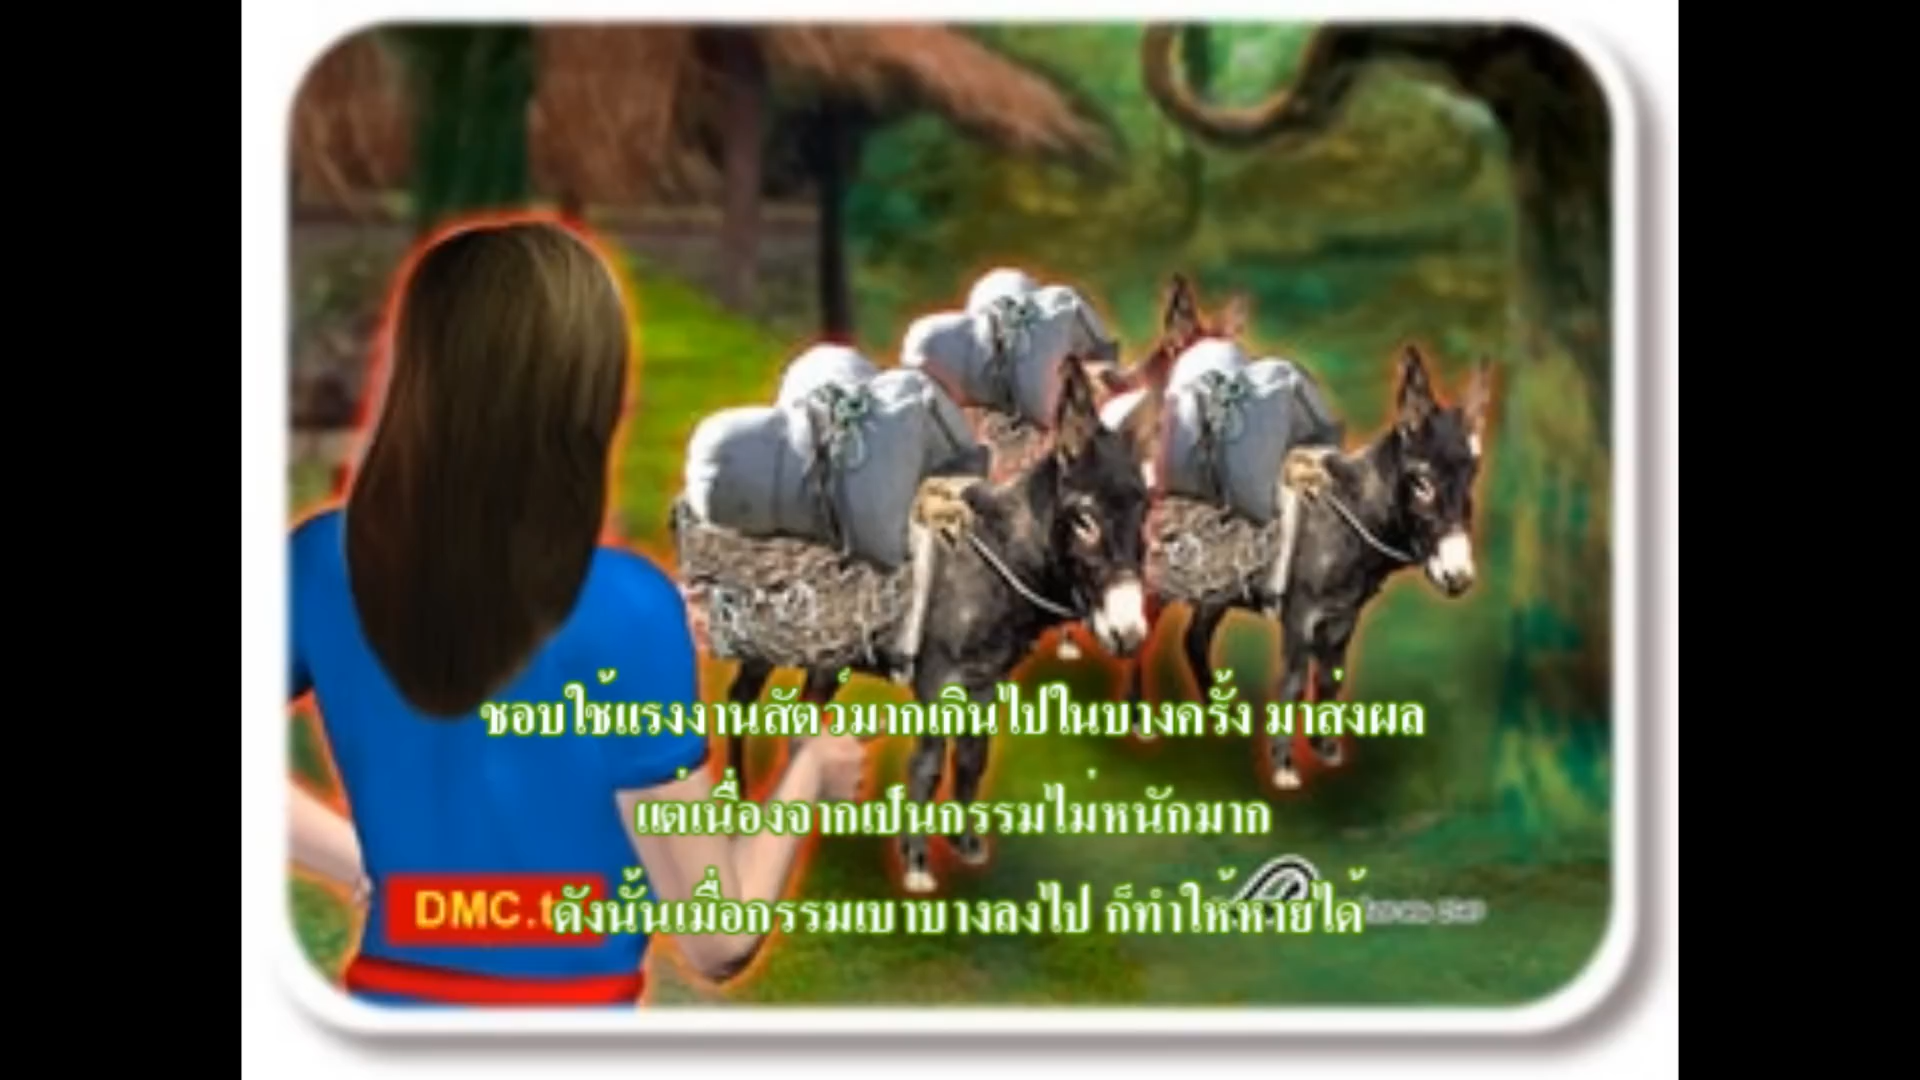 ชอบใช้แรงงานสัตว์มากเกินไปในบางครั้ง มาส่งผล
แต่เนื่องจากเป็นกรรมไม่หนักมาก
DMC.t
ดังนั้นเมื่อกรรมเบาบางลงไป ก็ทำให้หายได้